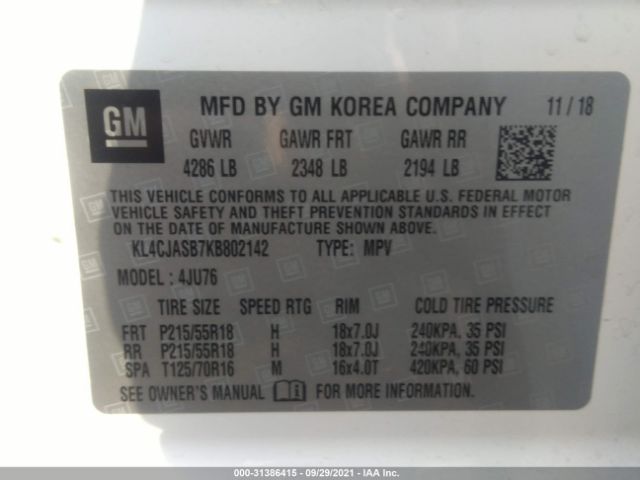 GM MFD BY GM KOREA COMPANY 11/18
GVWR GAWR FRT GAWR RR
4286 LB 2348 LB 2194 LB
THIS VEHICLE CONFORMS TO ALL APPLICABLE U.S. FEDERAL MOTOR
VEHICLE SAFETY AND THEFT PREVENTION STANDARDS IN EFFECT ON
THE DATE OF MANUFACTURE SHOWN ABOVE.
KL4CJASB7KB802142 TYPE: MPV
MODEL: 4JU76
TIRE SIZE SPEED RTG RIM COLD TIRE PRESSURE
FRT P215/55R18 H 18x7.0J 240KPA, 35 PSI
RR P215/55R18 H 18x7.0J 240KPA, 35 PSI
SPA T125/70R16 M 16x4.0T 420KPA, 60 PSI
SEE OWNER'S MANUAL FOR MORE INFORMATION.
000-31386415 - 09/29/2021 - IAA Inc.